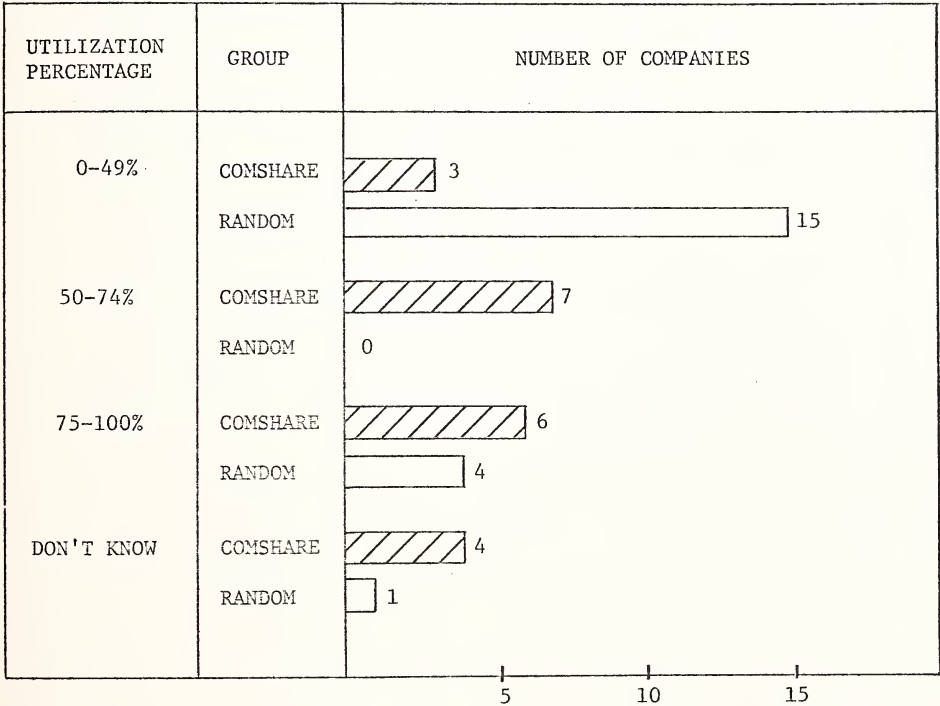 UTILIZATION
PERCENTAGE
GROUP
NUMBER OF COMPANIES
0-49%
COMSHARE
3
RANDOM
15
50-74%
COMSHARE
7
RANDOM
0
75-100%
COMSHARE
6
RANDOM
4
DON'T KNOW
COMSHARE
4
RANDOM
1
5
10
15